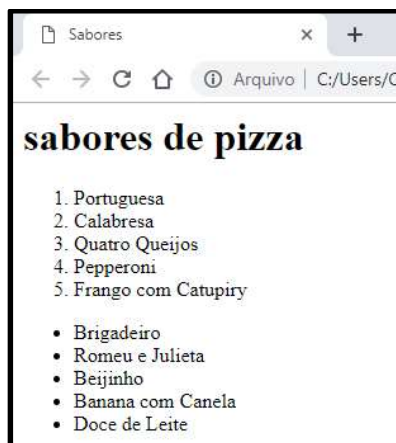 Sabores
Arquivo | C:/Users/
sabores de pizza
1. Portuguesa
2. Calabresa
3. Quatro Queijos
4. Pepperoni
5. Frango com Catupiry
• Brigadeiro
• Romeu e Julieta
• Beijinho
• Banana com Canela
• Doce de Leite